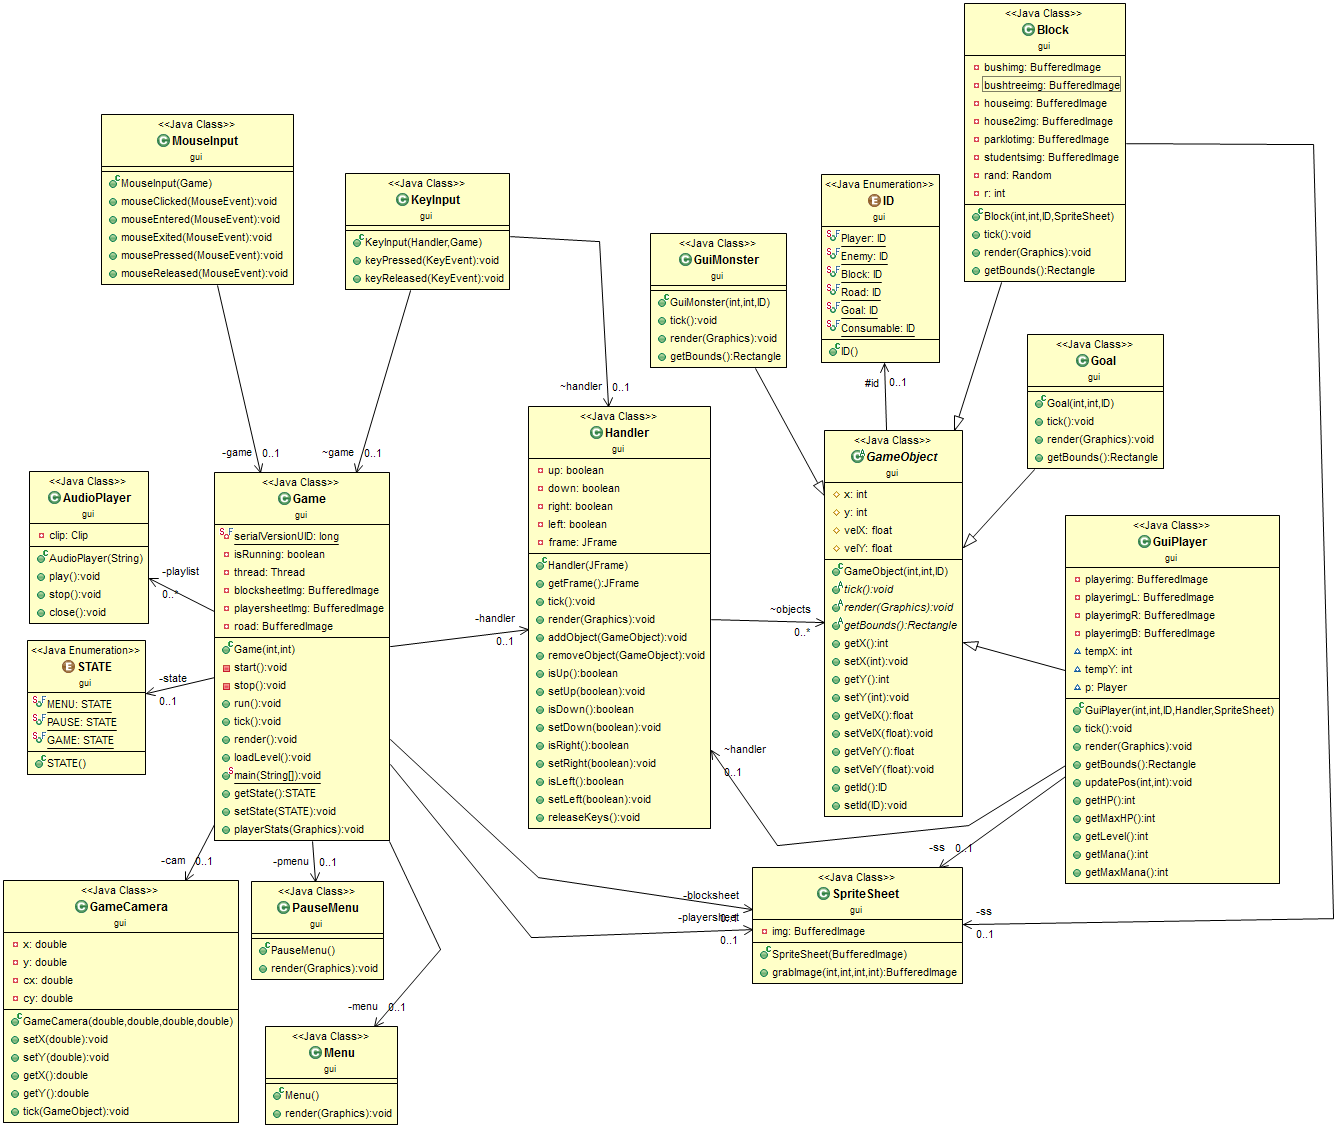 <<Java Class>>
Block
gui
bushimg: BufferedImage
bushtreeimg: BufferedImage
houseimg: BufferedImage
house2img: BufferedImage
parklotimg: BufferedImage
studentsimg: BufferedImage
rand: Random
r: int
Block(int,int,ID,SpriteSheet)
tick():void
render(Graphics):void
getBounds():Rectangle
<<Java Class>>
MouseInput
gui
MouseInput(Game)
mouseClicked(MouseEvent):void
mouseEntered(MouseEvent):void
mouseExited(MouseEvent):void
mousePressed(MouseEvent):void
mouseReleased(MouseEvent):void
<<Java Class>>
KeyInput
gui
KeyInput(Handler,Game)
keyPressed(KeyEvent):void
keyReleased(KeyEvent):void
<<Java Class>>
GuiMonster
gui
GuiMonster(int,int,ID)
tick():void
render(Graphics):void
getBounds():Rectangle
<<Java Enumeration>>
ID
gui
Player: ID
Enemy: ID
Block: ID
Road: ID
Goal: ID
Consumable: ID
ID()
<<Java Class>>
Goal
gui
Goal(int,int,ID)
tick():void
render(Graphics):void
getBounds():Rectangle
#id 0..1
~handler 0..1
-game 0..1
~game 0..1
<<Java Class>>
AudioPlayer
gui
clip: Clip
AudioPlayer(String)
play():void
stop():void
close():void
-playlist
0..*
<<Java Enumeration>>
STATE
gui
MENU: STATE
PAUSE: STATE
GAME: STATE
STATE()
-state
0..1
<<Java Class>>
Game
gui
serialVersionUID: long
isRunning: boolean
thread: Thread
blocksheetImg: BufferedImage
playersheetImg: BufferedImage
road: BufferedImage
Game(int,int)
start():void
stop():void
run():void
tick():void
render():void
loadLevel():void
main(String[]):void
getState():STATE
setState(STATE):void
playerStats(Graphics):void
-handler
0..1
<<Java Class>>
Handler
gui
up: boolean
down: boolean
right: boolean
left: boolean
frame: JFrame
Handler(JFrame)
getFrame():JFrame
tick():void
render(Graphics):void
addObject(GameObject):void
removeObject(GameObject):void
isUp():boolean
setUp(boolean):void
isDown():boolean
setDown(boolean):void
isRight():boolean
setRight(boolean):void
isLeft():boolean
setLeft(boolean):void
releaseKeys():void
~objects
0..*
~handler
0..1
<<Java Class>>
GameObject
gui
x: int
y: int
velX: float
velY: float
GameObject(int,int,ID)
tick():void
render(Graphics):void
getBounds():Rectangle
getX():int
setX(int):void
getY():int
setY(int):void
getVelX():float
setVelX(float):void
getVelY():float
setVelY(float):void
getId():ID
setId(ID):void
<<Java Class>>
GuiPlayer
gui
playerimg: BufferedImage
playerimgL: BufferedImage
playerimgR: BufferedImage
playerimgB: BufferedImage
tempX: int
tempY: int
p: Player
GuiPlayer(int,int,ID,Handler,SpriteSheet)
tick():void
render(Graphics):void
getBounds():Rectangle
updatePos(int,int):void
getHP():int
getMaxHP():int
getLevel():int
getMana():int
getMaxMana():int
-ss 0..1
-cam 0..1
-pmenu 0..1
<<Java Class>>
GameCamera
gui
x: double
y: double
cx: double
cy: double
GameCamera(double,double,double,double)
setX(double):void
setY(double):void
getX():double
getY():double
tick(GameObject):void
<<Java Class>>
PauseMenu
gui
PauseMenu()
render(Graphics):void
-menu 0..1
<<Java Class>>
Menu
gui
Menu()
render(Graphics):void
-blocksheet
0..1
-playersheet
0..1
<<Java Class>>
SpriteSheet
gui
img: BufferedImage
SpriteSheet(BufferedImage)
grabImage(int,int,int,int):BufferedImage
-ss
0..1